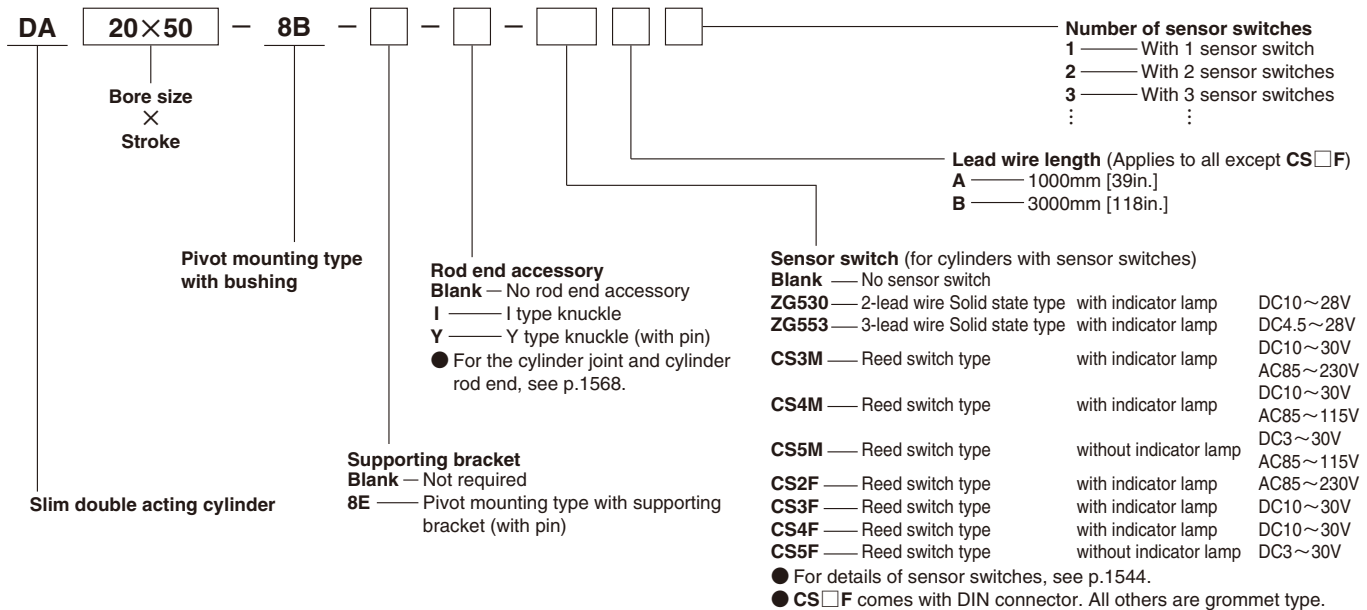 DA 20×50 － 8B － □ － □ － □ □ □
Bore size
×
Stroke
Pivot mounting type
with bushing
Slim double acting cylinder
Supporting bracket
Blank － Not required
8E —— Pivot mounting type with supporting
bracket (with pin)
Rod end accessory
Blank － No rod end accessory
I —— I type knuckle
Y —— Y type knuckle (with pin)
● For the cylinder joint and cylinder
rod end, see p.1568.
Number of sensor switches
1 —— With 1 sensor switch
2 —— With 2 sensor switches
3 —— With 3 sensor switches
⋮ ⋮
Lead wire length (Applies to all except CS□F)
A —— 1000mm [39in.]
B —— 3000mm [118in.]
Sensor switch (for cylinders with sensor switches)
Blank —— No sensor switch
ZG530 —— 2-lead wire Solid state type with indicator lamp DC10～28V
ZG553 —— 3-lead wire Solid state type with indicator lamp DC4.5～28V
CS3M —— Reed switch type with indicator lamp DC10～30V
AC85～230V
CS4M —— Reed switch type with indicator lamp DC10～30V
AC85～115V
CS5M —— Reed switch type without indicator lamp DC3～30V
AC85～115V
CS2F —— Reed switch type with indicator lamp AC85～230V
CS3F —— Reed switch type with indicator lamp DC10～30V
CS4F —— Reed switch type with indicator lamp DC10～30V
CS5F —— Reed switch type without indicator lamp DC3～30V
● For details of sensor switches, see p.1544.
● CS□F comes with DIN connector. All others are grommet type.